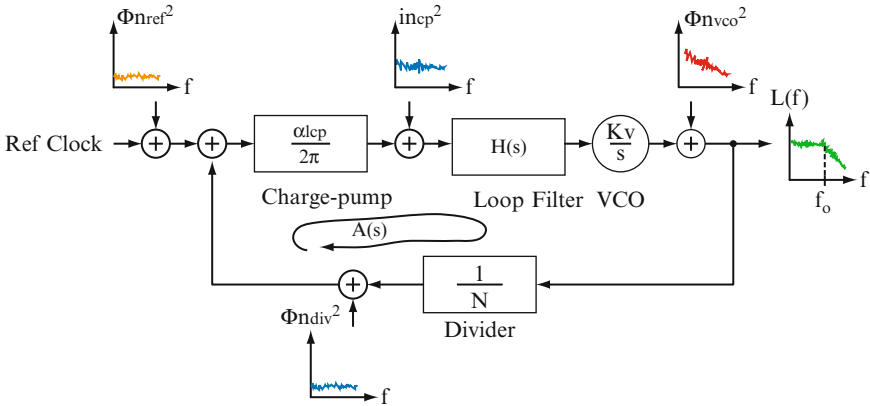 Φnref²
f
incp²
f
Φnvco²
f
L(f)
f
fo
Ref Clock
αIcp
2π
H(s)
Kv
s
Charge-pump
Loop Filter
VCO
A(s)
1
N
Divider
Φndiv²
f